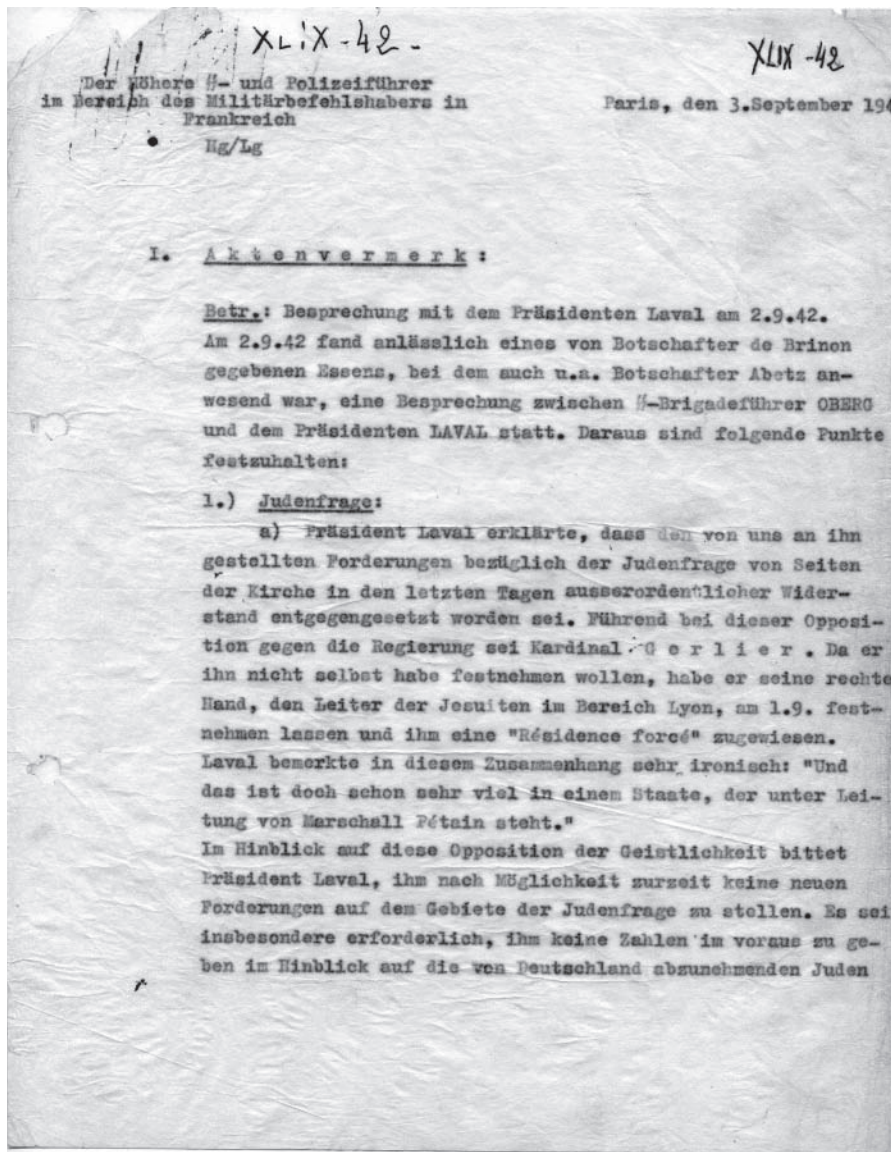 XLIX-42-
XLIX-42
Der Höhere SS- und Polizeiführer
im Bereich des Militärbefehlshabers in
Frankreich
Paris, den 3.September 194
Hg/Lg
I. Aktenvermerk:
Betr.: Besprechung mit dem Präsidenten Laval am 2.9.42.
Am 2.9.42 fand anlässlich eines von Botschafter de Brinon
gegebenen Essens, bei dem auch u.a. Botschafter Abetz an-
wesend war, eine Besprechung zwischen SS-Brigadeführer OBERG
und dem Präsidenten LAVAL statt. Daraus sind folgende Punkte
festzuhalten:
1.) Judenfrage:
a) Präsident Laval erklärte, dass den von uns an ihn
gestellten Forderungen bezüglich der Judenfrage von Seiten
der Kirche in den letzten Tagen ausserordentlicher Wider-
stand entgegengesetzt worden sei. Führend bei dieser Opposi-
tion gegen die Regierung sei Kardinal G e r l i e r . Da er
ihn nicht selbst habe festnehmen wollen, habe er seine rechte
Hand, den Leiter der Jesuiten im Bereich Lyon, am 1.9. fest-
nehmen lassen und ihm eine "Résidence forcé" zugewiesen.
Laval bemerkte in diesem Zusammenhang sehr ironisch: "Und
das ist doch schon sehr viel in einem Staate, der unter Lei-
tung von Marschall Pétain steht."
Im Hinblick auf diese Opposition der Geistlichkeit bittet
Präsident Laval, ihm nach Möglichkeit zurzeit keine neuen
Forderungen auf dem Gebiete der Judenfrage zu stellen. Es sei
insbesondere erforderlich, ihm keine Zahlen im voraus zu ge-
ben im Hinblick auf die von Deutschland abzunehmenden Juden